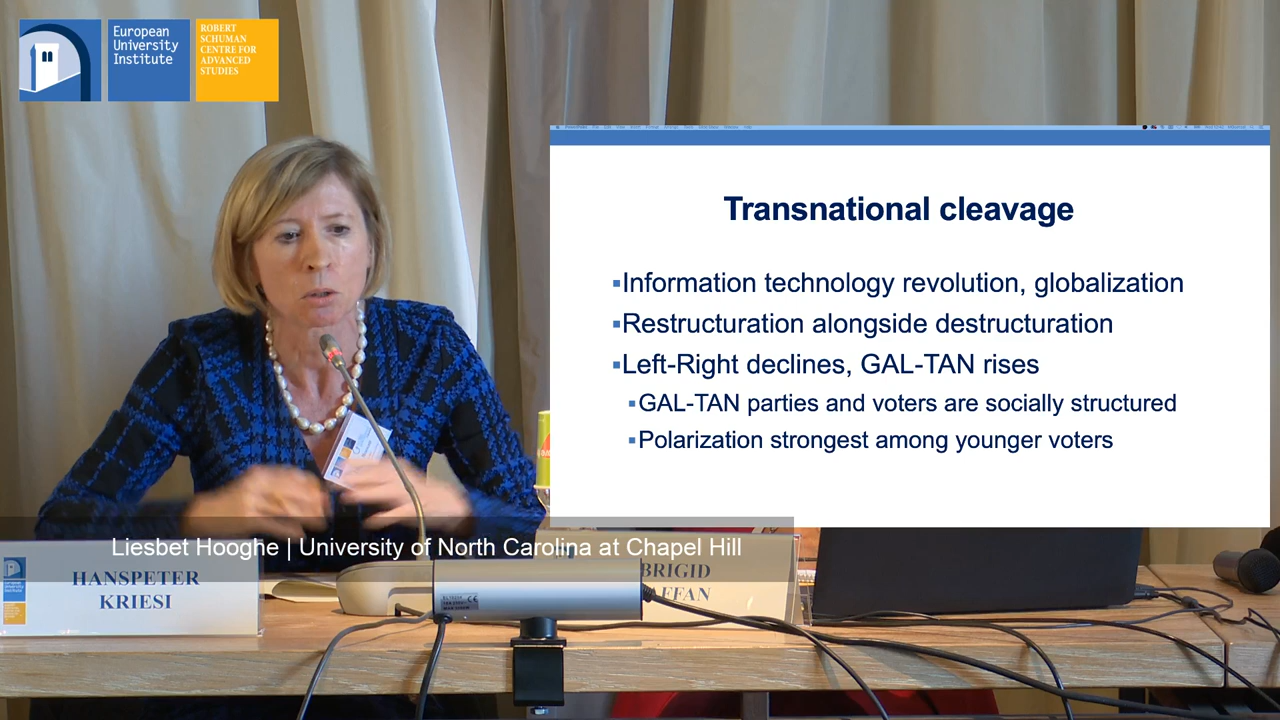 European
University
Institute
ROBERT
SCHUMAN
CENTRE FOR
ADVANCED
STUDIES
Transnational cleavage
▪Information technology revolution, globalization
▪Restructuration alongside destructuration
▪Left-Right declines, GAL-TAN rises
▪GAL-TAN parties and voters are socially structured
▪Polarization strongest among younger voters
Liesbet Hooghe | University of North Carolina at Chapel Hill
HANSPETER
KRIESI
BRIGID
AFFAN